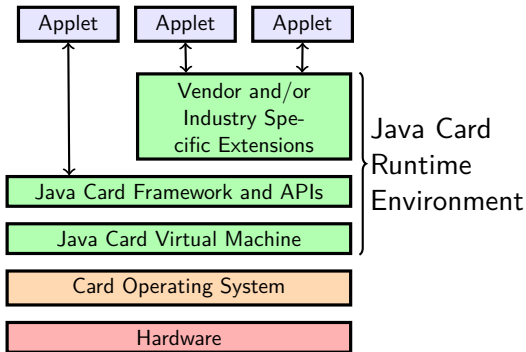 Applet
Applet
Applet
Vendor and/or
Industry Spe-
cific Extensions
Java Card
Runtime
Environment
Java Card Framework and APIs
Java Card Virtual Machine
Card Operating System
Hardware